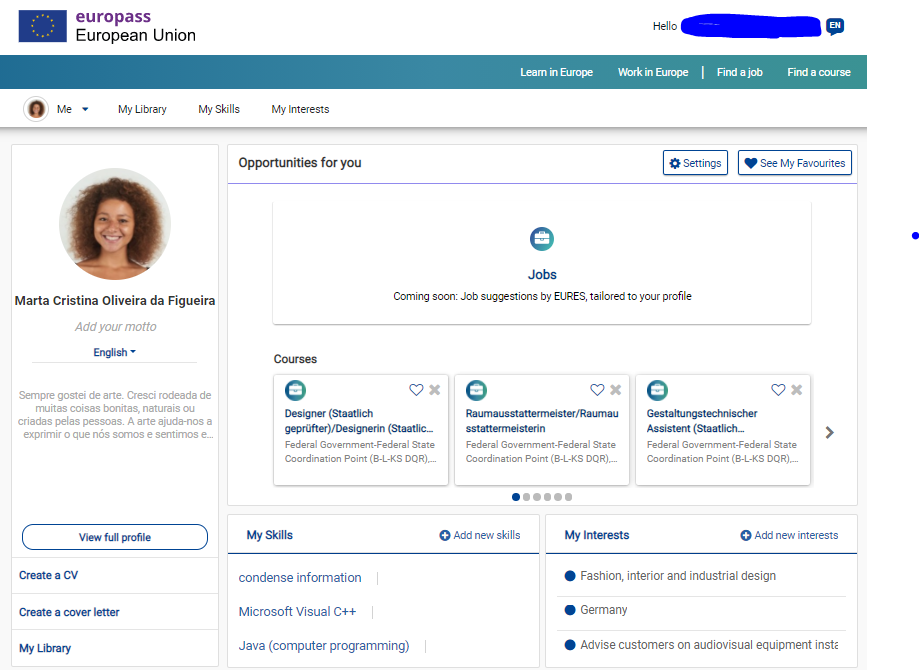 europass
European Union
Hello
EN
Learn in Europe
Work in Europe
|
Find a job
Find a course
Me
My Library
My Skills
My Interests
Marta Cristina Oliveira da Figueira
Add your motto
English
Sempre gostei de arte. Cresci rodeada de
muitas coisas bonitas, naturais ou
criadas pelas pessoas. A arte ajuda-nos a
exprimir o que nós somos e sentimos e...
View full profile
Create a CV
Create a cover letter
My Library
Opportunities for you
Settings
See My Favourites
Jobs
Coming soon: Job suggestions by EURES, tailored to your profile
Courses
Designer (Staatlich
geprüfter)/Designerin (Staatlic...
Federal Government-Federal State
Coordination Point (B-L-KS DQR),...
Raumausstattermeister/Raumau
sstattermeisterin
Federal Government-Federal State
Coordination Point (B-L-KS DQR),...
Gestaltungstechnischer
Assistent (Staatlich...
Federal Government-Federal State
Coordination Point (B-L-KS DQR),...
My Skills
Add new skills
condense information
Microsoft Visual C++
Java (computer programming)
My Interests
Add new interests
Fashion, interior and industrial design
Germany
Advise customers on audiovisual equipment insta